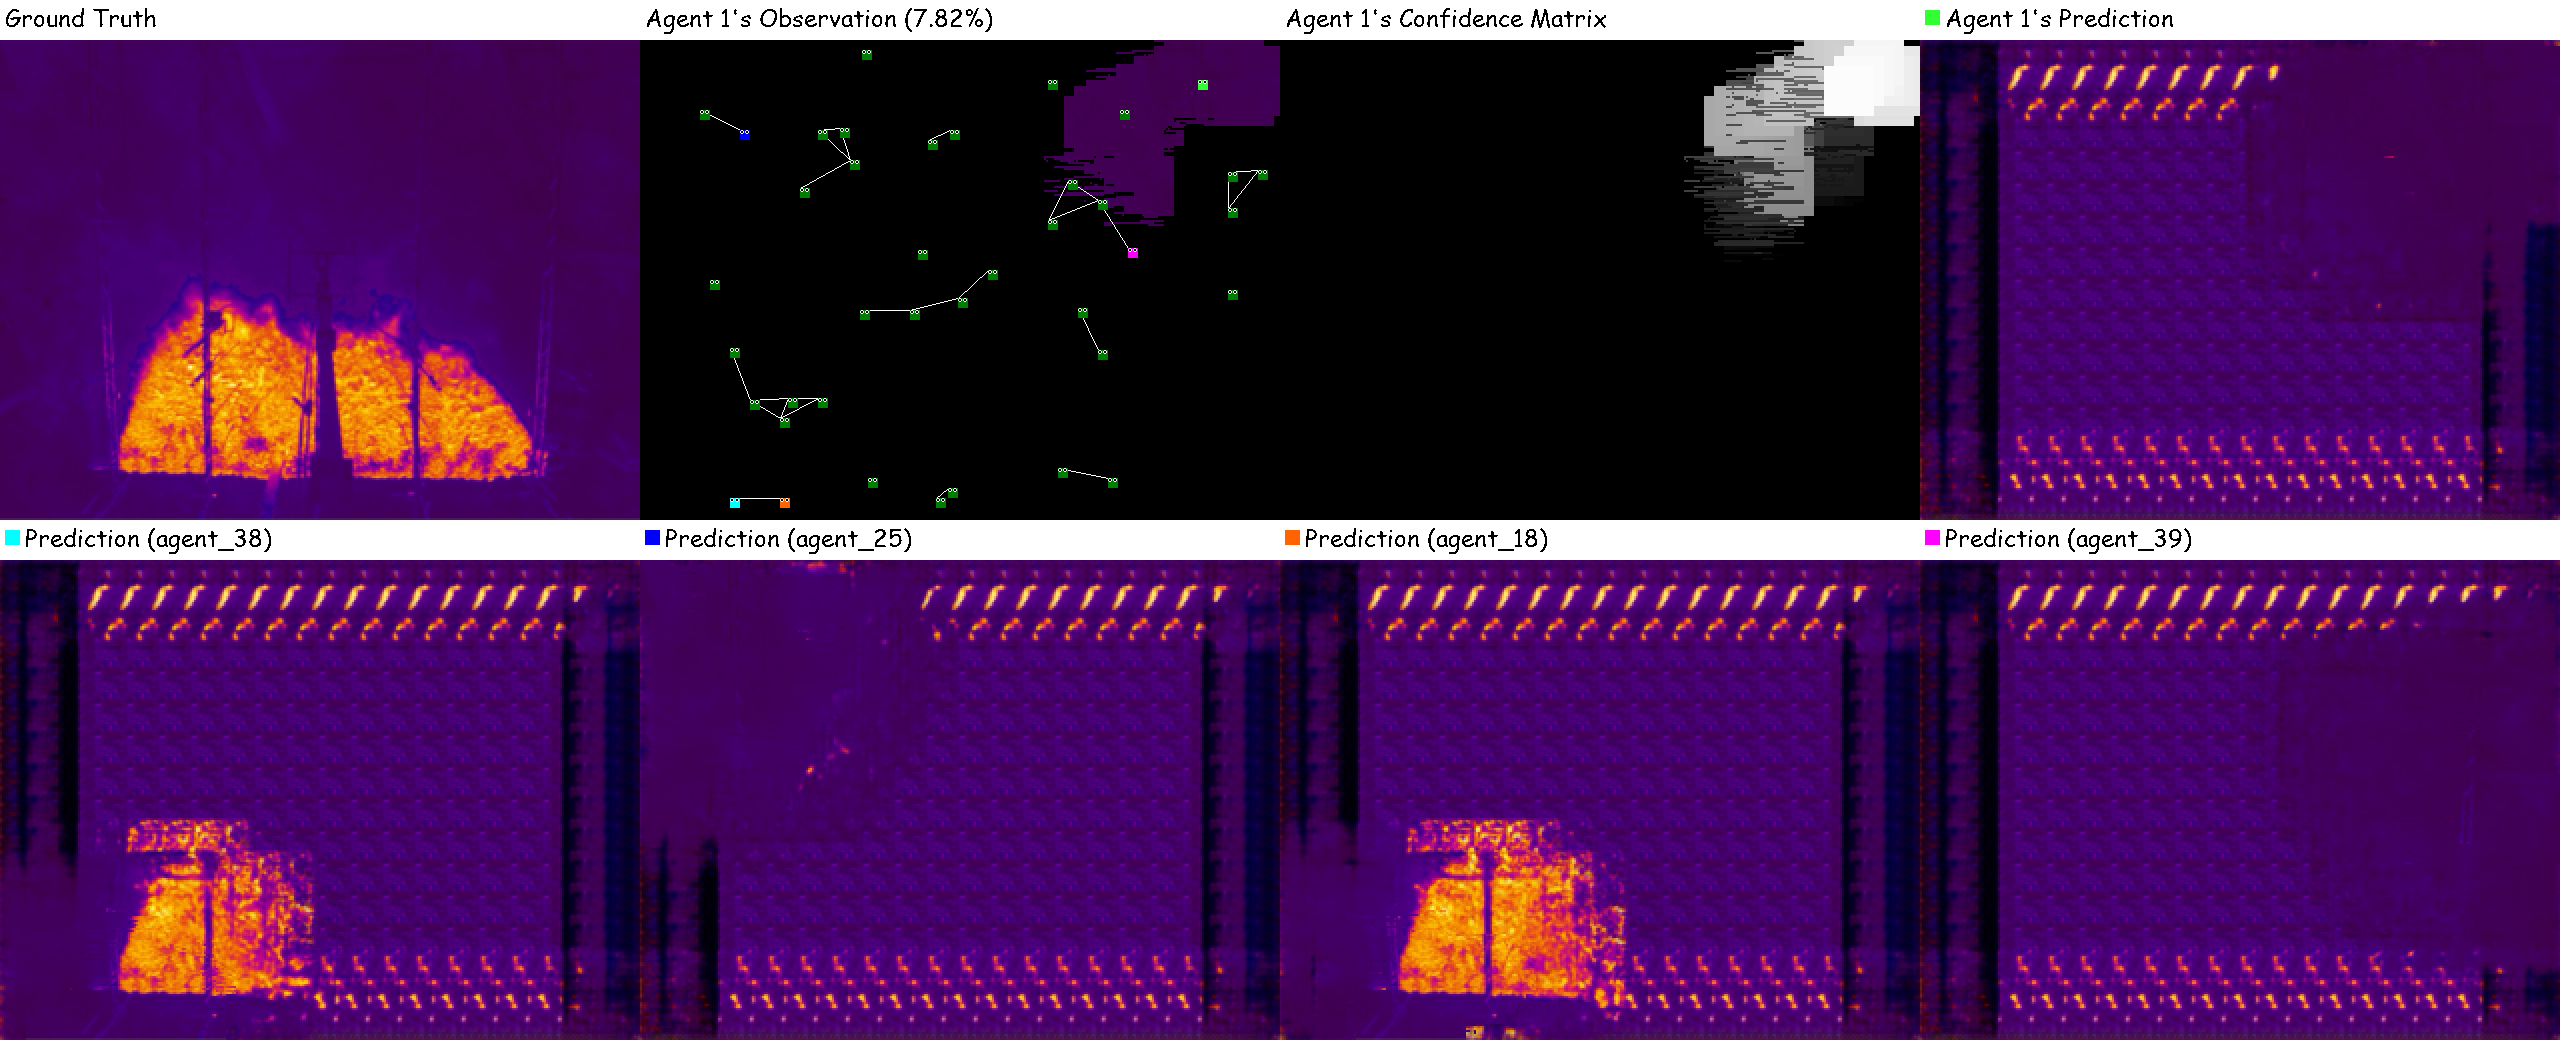 Ground Truth
Agent 1's Observation (7.82%)
Agent 1's Confidence Matrix
Agent 1's Prediction
Prediction (agent_38)
Prediction (agent_25)
Prediction (agent_18)
Prediction (agent_39)